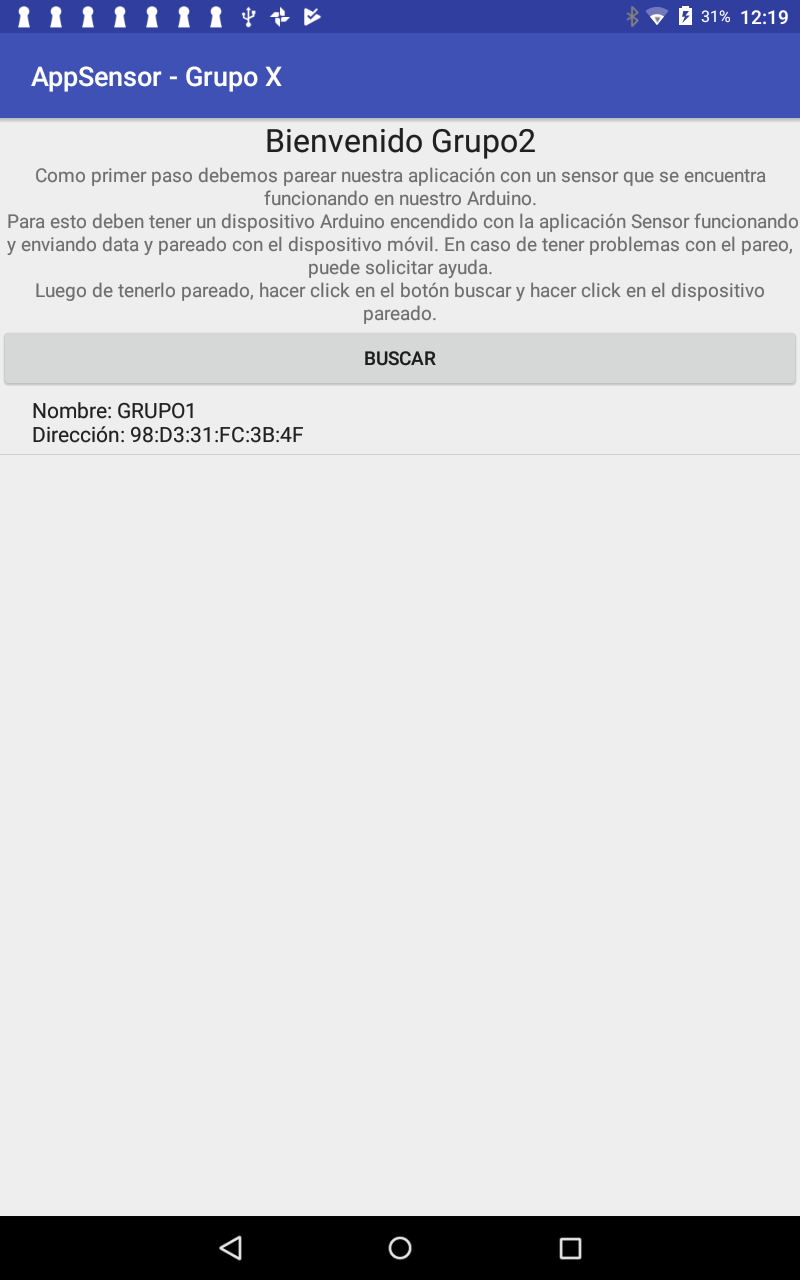 31% 12:19
AppSensor - Grupo X
Bienvenido Grupo2
Como primer paso debemos parear nuestra aplicación con un sensor que se encuentra
funcionando en nuestro Arduino.
Para esto deben tener un dispositivo Arduino encendido con la aplicación Sensor funcionando
y enviando data y pareado con el dispositivo móvil. En caso de tener problemas con el pareo,
puede solicitar ayuda.
Luego de tenerlo pareado, hacer click en el botón buscar y hacer click en el dispositivo
pareado.
BUSCAR
Nombre: GRUPO1
Dirección: 98:D3:31:FC:3B:4F